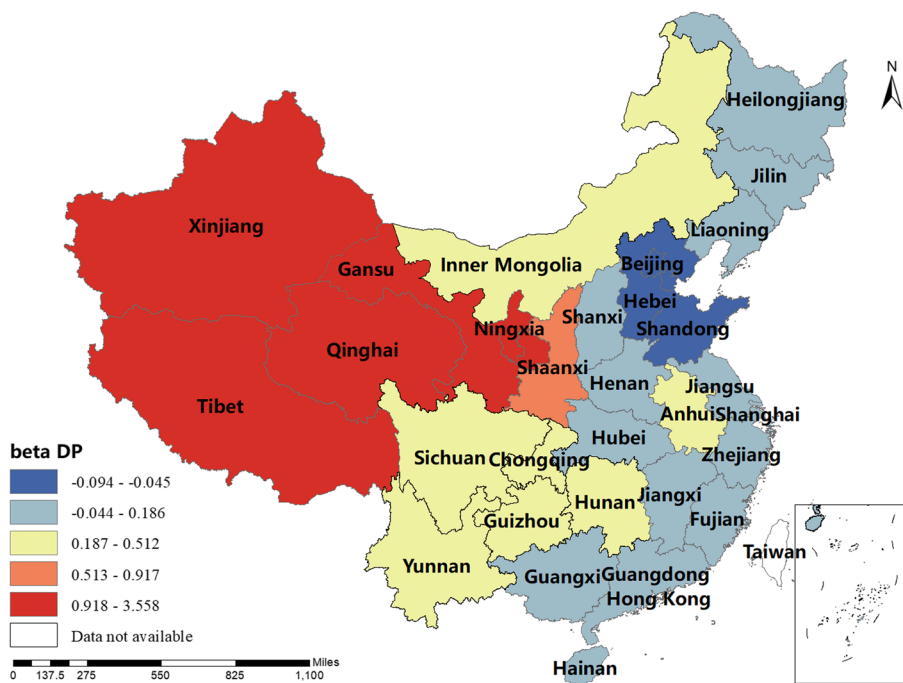 N
Heilongjiang
Jilin
Liaoning
Xinjiang
Gansu
Inner Mongolia
Beijing
Hebei
Shanxi
Shandong
Ningxia
Qinghai
Shaanxi
Henan
Jiangsu
Tibet
Anhui
Shanghai
Hubei
Zhejiang
Sichuan
Chongqing
Hunan
Jiangxi
Guizhou
Fujian
Taiwan
Yunnan
Guangxi
Guangdong
Hong Kong
Hainan
beta DP
-0.094 - -0.045
-0.044 - 0.186
0.187 - 0.512
0.513 - 0.917
0.918 - 3.558
Data not available
Miles
0 137.5 275 550 825 1,100